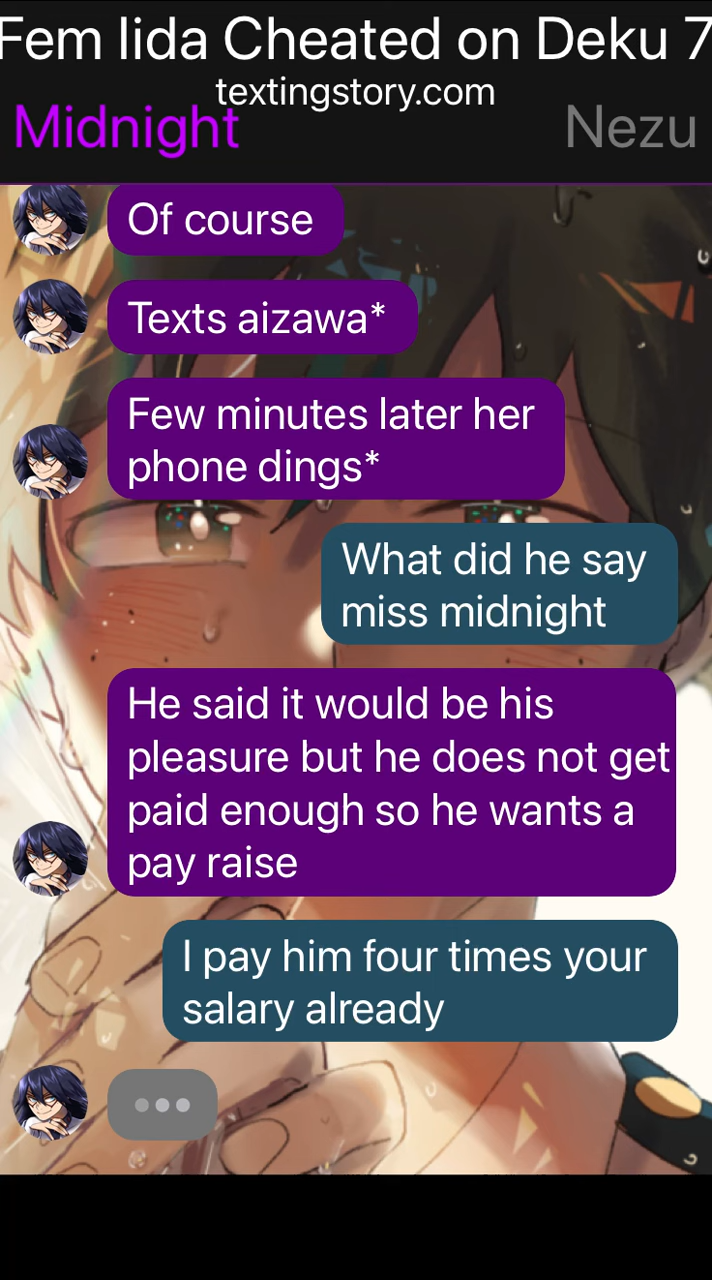 Fem Iida Cheated on Deku 7
textingstory.com
Midnight
Nezu
Of course
Texts aizawa*
Few minutes later her
phone dings*
What did he say
miss midnight
He said it would be his
pleasure but he does not get
paid enough so he wants a
pay raise
I pay him four times your
salary already